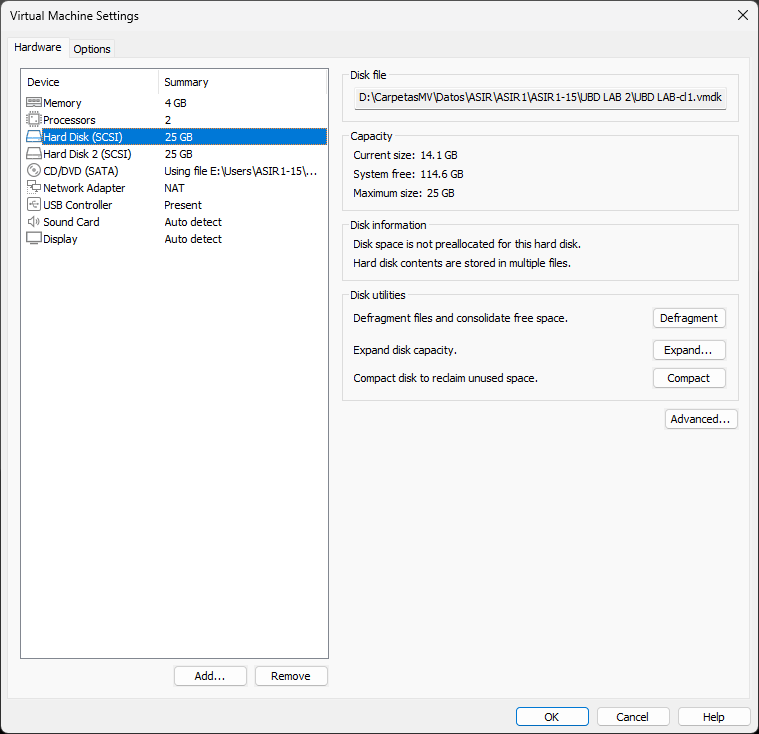 Virtual Machine Settings
Hardware Options
Device Summary
Memory 4 GB
Processors 2
Hard Disk (SCSI) 25 GB
Hard Disk 2 (SCSI) 25 GB
CD/DVD (SATA) Using file E:\Users\ASIR1-15\...
Network Adapter NAT
USB Controller Present
Sound Card Auto detect
Display Auto detect
Add... Remove
Disk file
D:\CarpetasMV\Datos\ASIR\ASIR1\ASIR1-15\UBD LAB 2\UBD LAB-cl1.vmdk
Capacity
Current size: 14.1 GB
System free: 114.6 GB
Maximum size: 25 GB
Disk information
Disk space is not preallocated for this hard disk.
Hard disk contents are stored in multiple files.
Disk utilities
Defragment files and consolidate free space. Defragment
Expand disk capacity. Expand...
Compact disk to reclaim unused space. Compact
Advanced...
OK Cancel Help